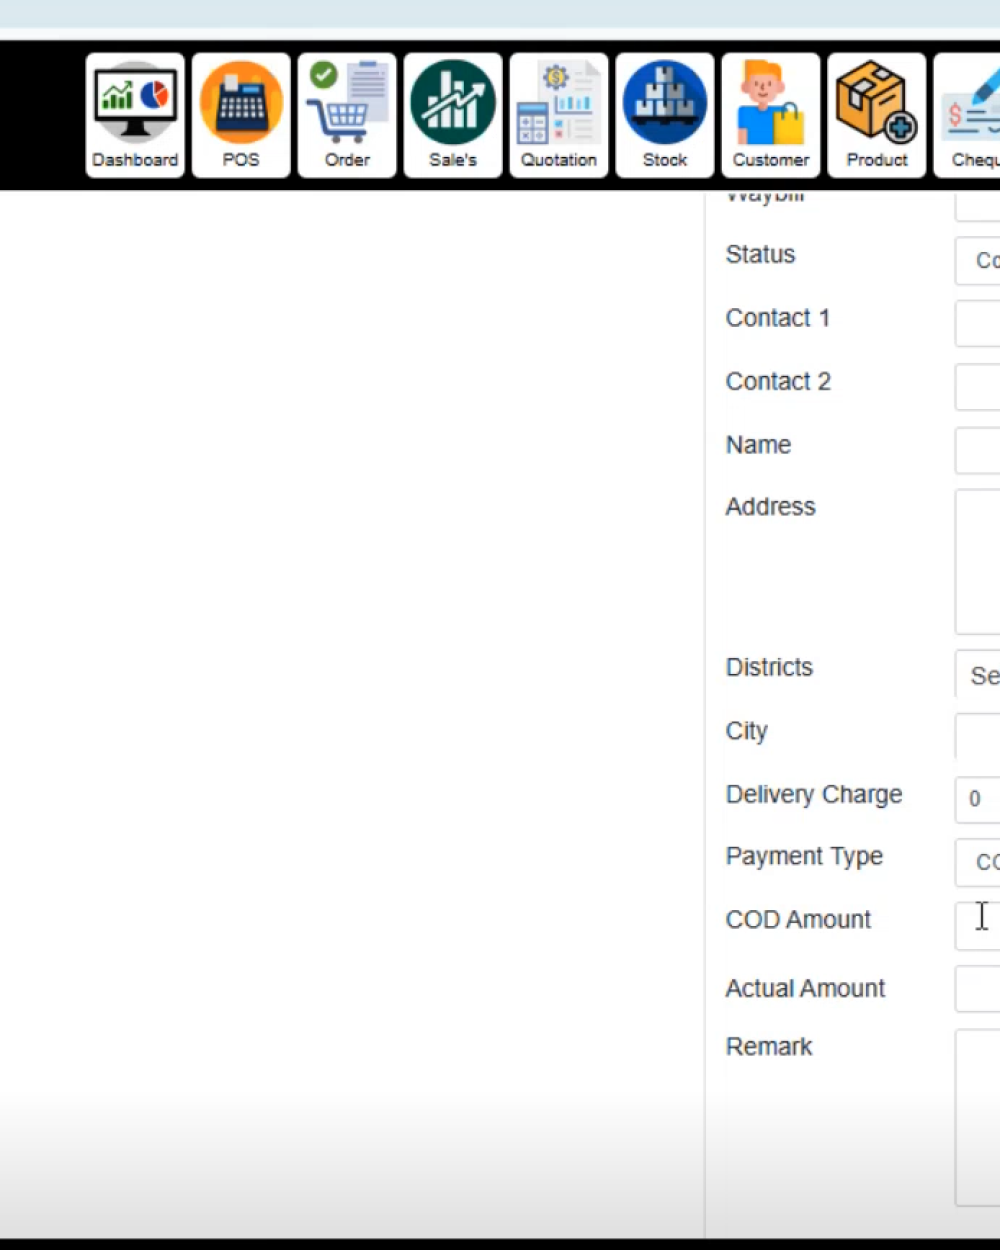 Dashboard POS Order Sale's Quotation Stock Customer Product
Waybill
Status
Contact 1
Contact 2
Name
Address
Districts
City
Delivery Charge 0
Payment Type
COD Amount
Actual Amount
Remark